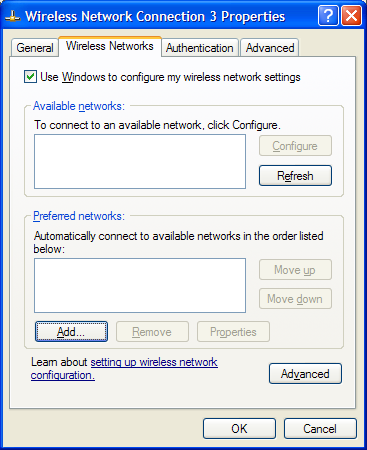 Wireless Network Connection 3 Properties
General
Wireless Networks
Authentication
Advanced
Use Windows to configure my wireless network settings
Available networks:
To connect to an available network, click Configure.
Configure
Refresh
Preferred networks:
Automatically connect to available networks in the order listed
below:
Move up
Move down
Add...
Remove
Properties
Learn about setting up wireless network
configuration.
Advanced
OK
Cancel